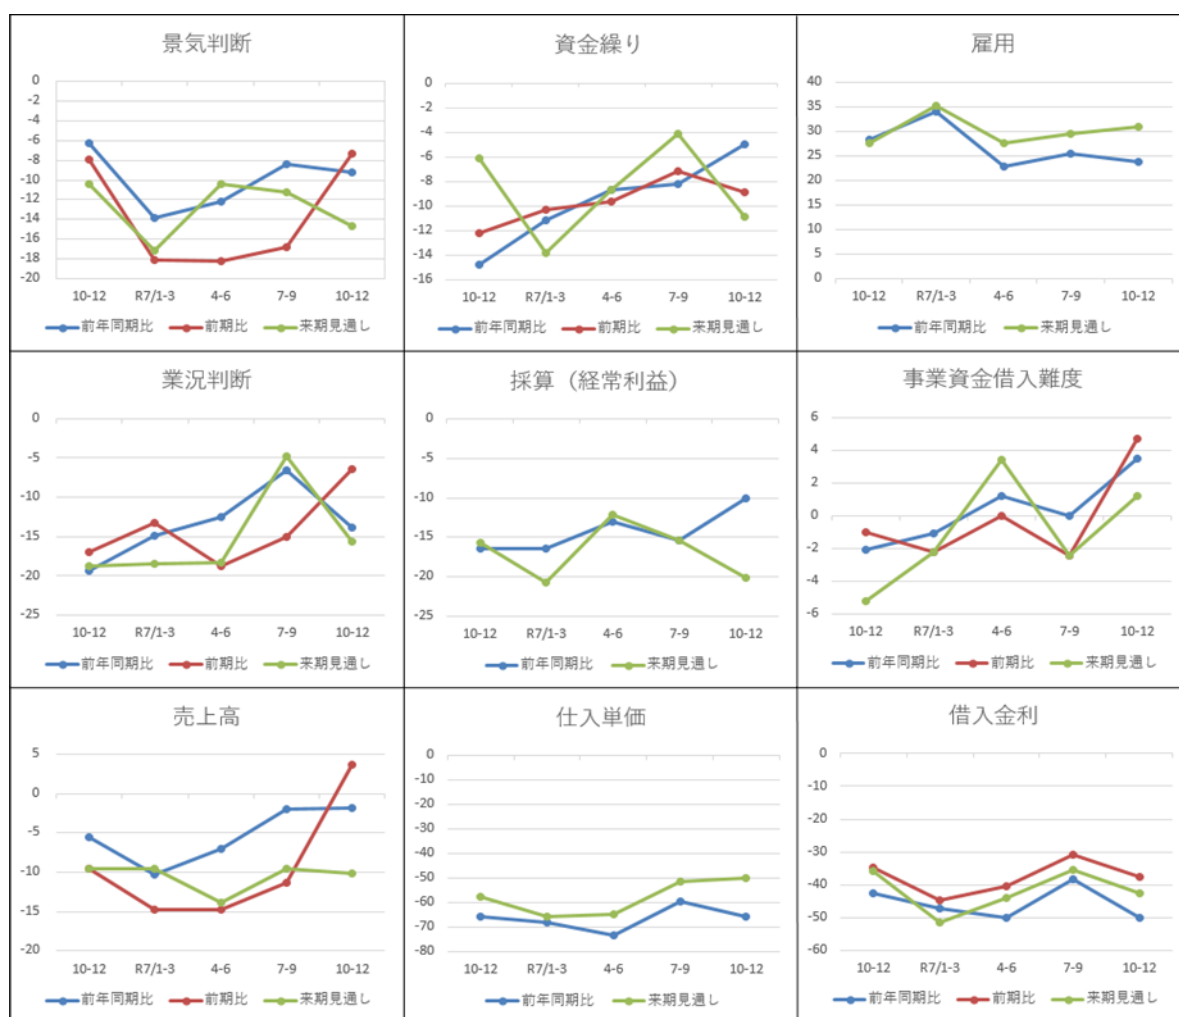 景気判断
0
-2
-4
-6
-8
-10
-12
-14
-16
-18
-20
10-12 R7/1-3 4-6 7-9 10-12
前年同期比 前期比 来期見通し
資金繰り
0
-2
-4
-6
-8
-10
-12
-14
-16
10-12 R7/1-3 4-6 7-9 10-12
前年同期比 前期比 来期見通し
雇用
40
35
30
25
20
15
10
5
0
10-12 R7/1-3 4-6 7-9 10-12
前年同期比 来期見通し
業況判断
0
-5
-10
-15
-20
-25
10-12 R7/1-3 4-6 7-9 10-12
前年同期比 前期比 来期見通し
採算（経常利益）
0
-5
-10
-15
-20
-25
10-12 R7/1-3 4-6 7-9 10-12
前年同期比 来期見通し
事業資金借入難度
6
4
2
0
-2
-4
-6
10-12 R7/1-3 4-6 7-9 10-12
前年同期比 前期比 来期見通し
売上高
5
0
-5
-10
-15
-20
10-12 R7/1-3 4-6 7-9 10-12
前年同期比 前期比 来期見通し
仕入単価
0
-10
-20
-30
-40
-50
-60
-70
-80
10-12 R7/1-3 4-6 7-9 10-12
前年同期比 来期見通し
借入金利
0
-10
-20
-30
-40
-50
-60
10-12 R7/1-3 4-6 7-9 10-12
前年同期比 前期比 来期見通し